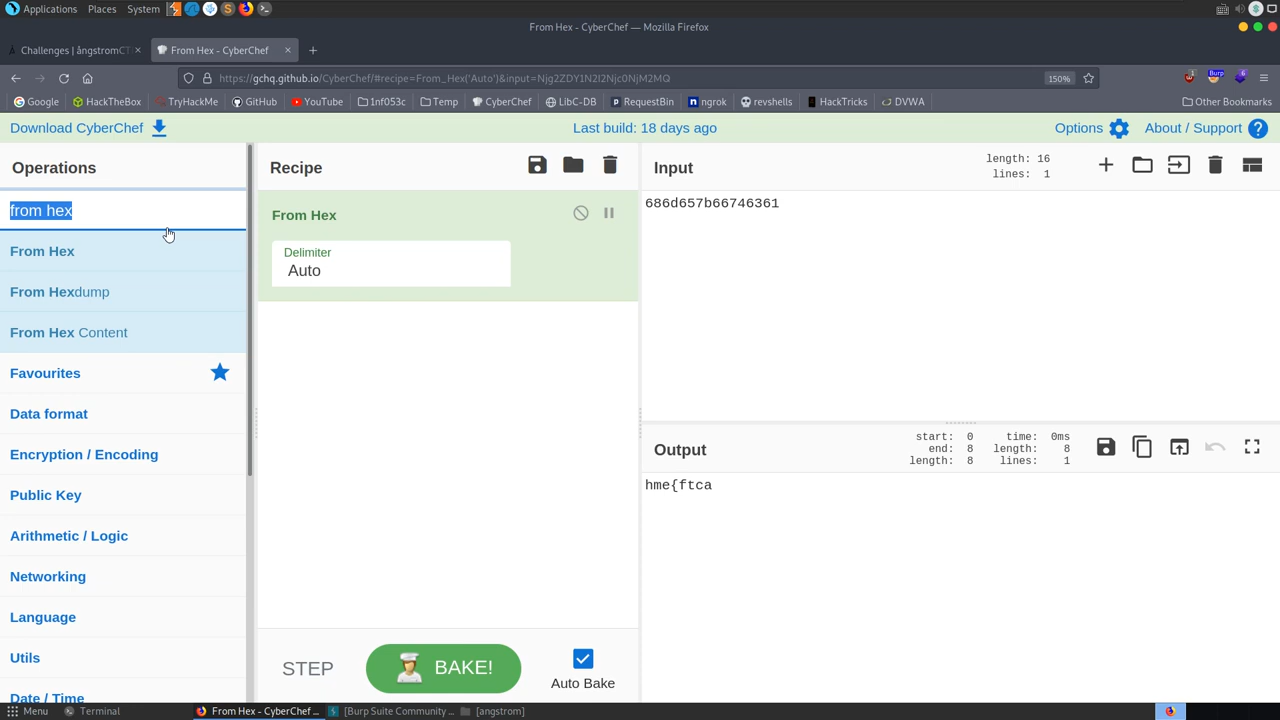 Applications Places System
From Hex - CyberChef — Mozilla Firefox
Challenges | ångstromCT ×
From Hex - CyberChef × +
https://gchq.github.io/CyberChef/#recipe=From_Hex('Auto')&input=Njg2ZDY1N2I2Njc0NjM2MQ 150%
Google HackTheBox TryHackMe GitHub YouTube 1nf053c Temp CyberChef LibC-DB RequestBin ngrok revshells HackTricks DVWA Other Bookmarks
Download CyberChef
Last build: 18 days ago
Options
About / Support
Operations
from hex
From Hex
From Hexdump
From Hex Content
Favourites
Data format
Encryption / Encoding
Public Key
Arithmetic / Logic
Networking
Language
Utils
Date / Time
Recipe
From Hex
Delimiter
Auto
STEP
BAKE!
Auto Bake
Input
length: 16
lines: 1
686d657b66746361
Output
start: 0 time: 0ms
end: 8 length: 8
length: 8 lines: 1
hme{ftca
Menu Terminal From Hex - CyberChef ... [Burp Suite Community ... [angstrom]